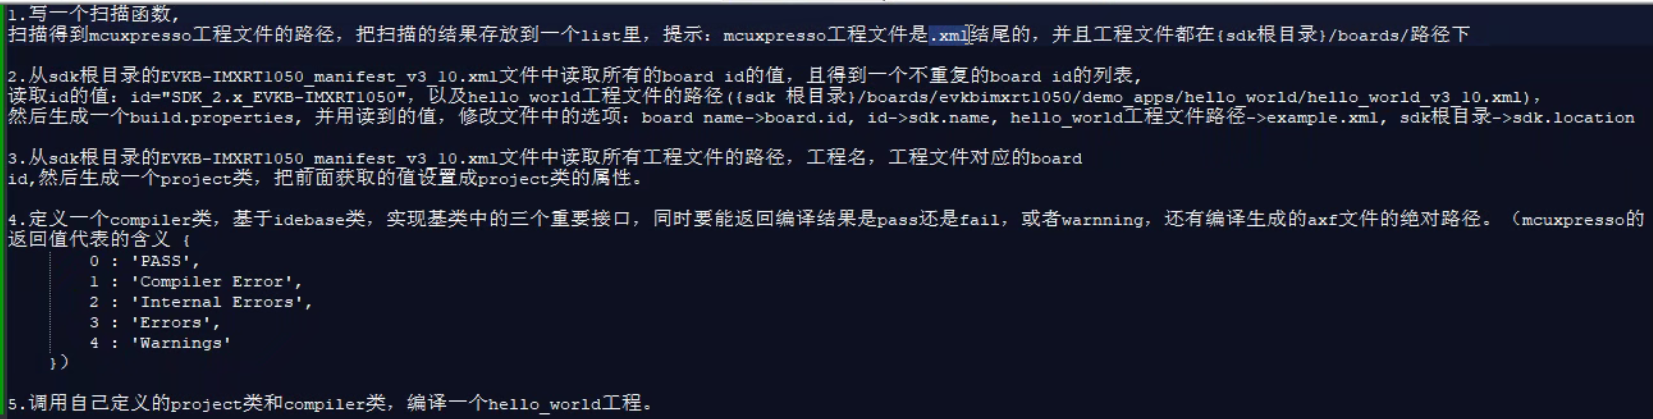 1.写一个扫描函数,
扫描得到mcuxpresso工程文件的路径，把扫描的结果存放到一个list里，提示：mcuxpresso工程文件是.xml结尾的，并且工程文件都在{sdk根目录}/boards/路径下
2.从sdk根目录的EVKB-IMXRT1050_manifest_v3_10.xml文件中读取所有的board id的值，且得到一个不重复的board id的列表,
读取id的值：id="SDK_2.x_EVKB-IMXRT1050"，以及hello_world工程文件的路径({sdk 根目录}/boards/evkbimxrt1050/demo_apps/hello_world/hello_world_v3_10.xml)，
然后生成一个build.properties, 并用读到的值，修改文件中的选项：board name->board.id, id->sdk.name, hello_world工程文件路径->example.xml, sdk根目录->sdk.location
3.从sdk根目录的EVKB-IMXRT1050_manifest_v3_10.xml文件中读取所有工程文件的路径，工程名，工程文件对应的board
id,然后生成一个project类，把前面获取的值设置成project类的属性。
4.定义一个compiler类，基于idebase类，实现基类中的三个重要接口，同时要能返回编译结果是pass还是fail，或者warnning，还有编译生成的axf文件的绝对路径。（mcuxpresso的
返回值代表的含义 {
0 : 'PASS',
1 : 'Compiler Error',
2 : 'Internal Errors',
3 : 'Errors',
4 : 'Warnings'
}）
5.调用自己定义的project类和compiler类，编译一个hello_world工程。